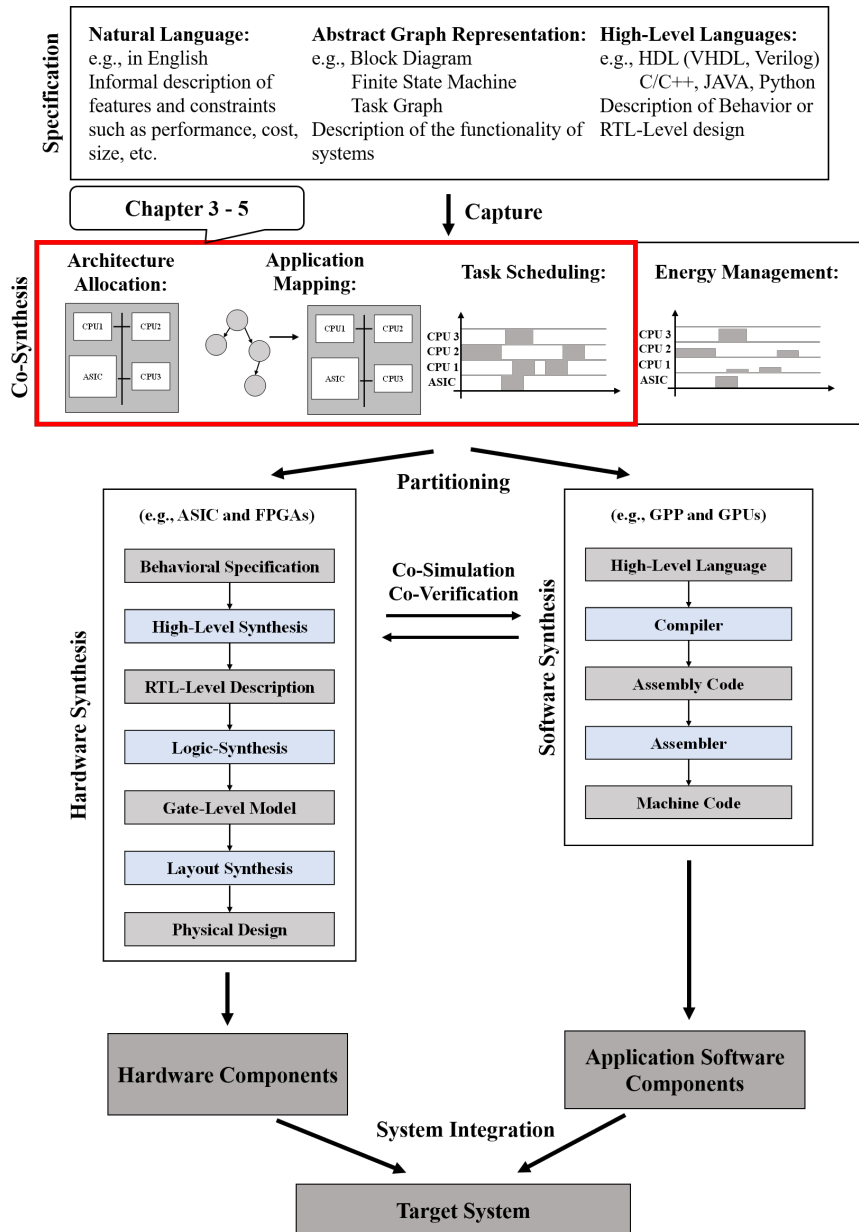 Specification
Natural Language:
e.g., in English
Informal description of
features and constraints
such as performance, cost,
size, etc.
Abstract Graph Representation:
e.g., Block Diagram
Finite State Machine
Task Graph
Description of the functionality of
systems
High-Level Languages:
e.g., HDL (VHDL, Verilog)
C/C++, JAVA, Python
Description of Behavior or
RTL-Level design
Chapter 3 - 5
Capture
Co-Synthesis
Architecture
Allocation:
CPU1
CPU2
ASIC
CPU3
Application
Mapping:
CPU1
CPU2
ASIC
CPU3
Task Scheduling:
CPU 3
CPU 2
CPU 1
ASIC
Energy Management:
CPU 3
CPU 2
CPU 1
ASIC
Partitioning
Hardware Synthesis
(e.g., ASIC and FPGAs)
Behavioral Specification
High-Level Synthesis
RTL-Level Description
Logic-Synthesis
Gate-Level Model
Layout Synthesis
Physical Design
Co-Simulation
Co-Verification
Software Synthesis
(e.g., GPP and GPUs)
High-Level Language
Compiler
Assembly Code
Assembler
Machine Code
Hardware Components
Application Software
Components
System Integration
Target System